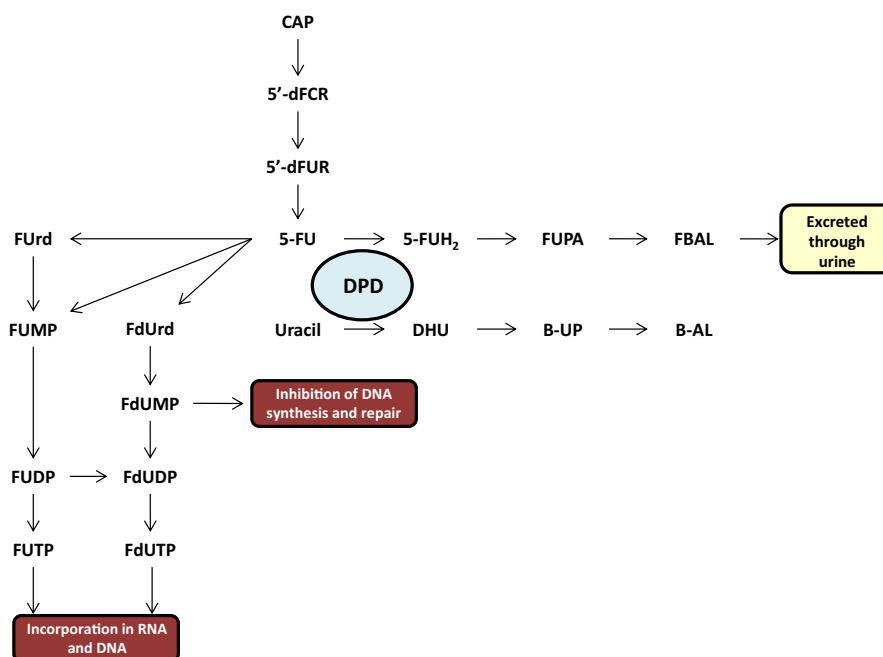 CAP
5'-dFCR
5'-dFUR
FUrd
5-FU
5-FUH₂
FUPA
FBAL
Excreted
through
urine
DPD
FUMP
FdUrd
Uracil
DHU
B-UP
B-AL
FdUMP
Inhibition of DNA
synthesis and repair
FUDP
FdUDP
FUTP
FdUTP
Incorporation in RNA
and DNA